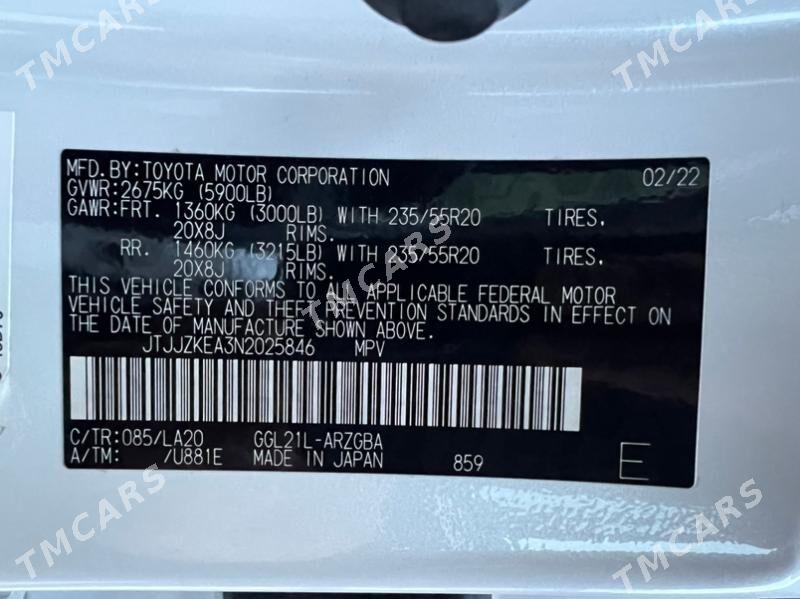 TMCARS
TMCARS
TMCARS
MFD.BY:TOYOTA MOTOR CORPORATION 02/22
GVWR:2675KG (5900LB)
GAWR:FRT. 1360KG (3000LB) WITH 235/55R20 TIRES.
20X8J RIMS.
RR. 1460KG (3215LB) WITH 235/55R20 TIRES.
20X8J RIMS.
THIS VEHICLE CONFORMS TO ALL APPLICABLE FEDERAL MOTOR
VEHICLE SAFETY AND THEFT PREVENTION STANDARDS IN EFFECT ON
THE DATE OF MANUFACTURE SHOWN ABOVE.
JTJJZKEA3N2025846 MPV
C/TR:085/LA20 GGL21L-ARZGBA
A/TM: /U881E MADE IN JAPAN 859 E
TMCARS
TMCARS